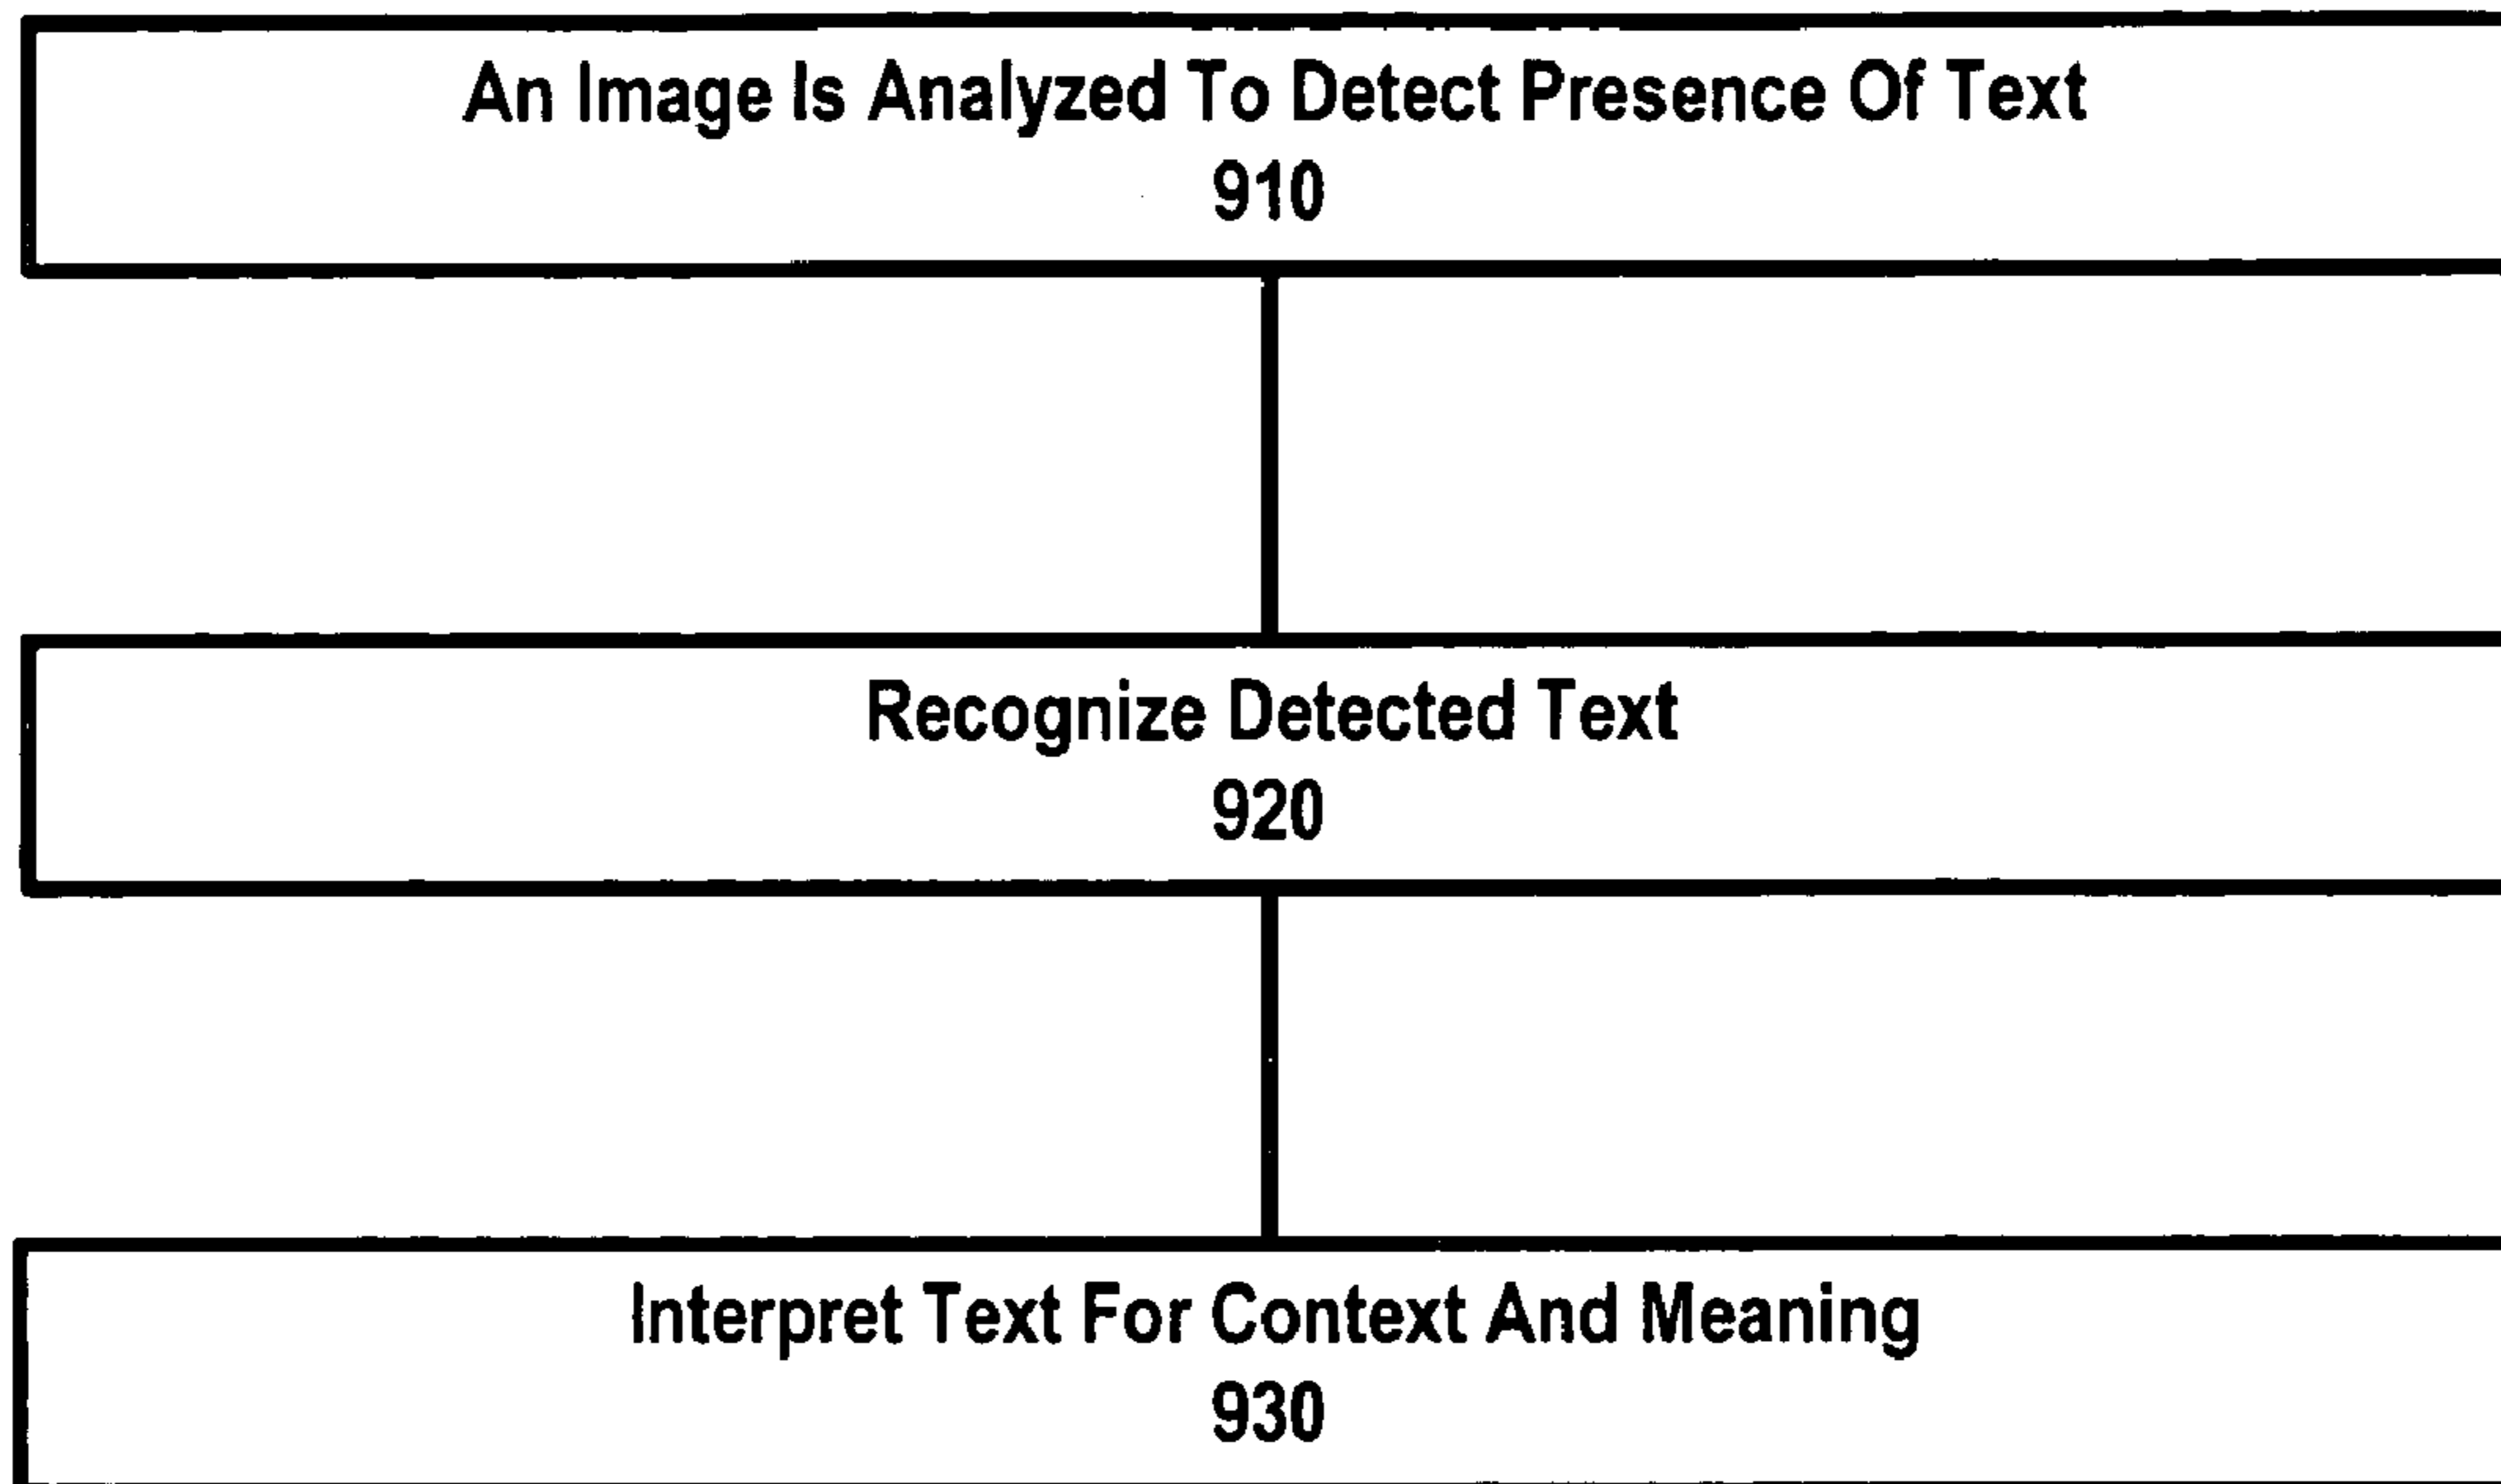 An Image Is Analyzed To Detect Presence Of Text
910
Recognize Detected Text
920
Interpret Text For Context And Meaning
930